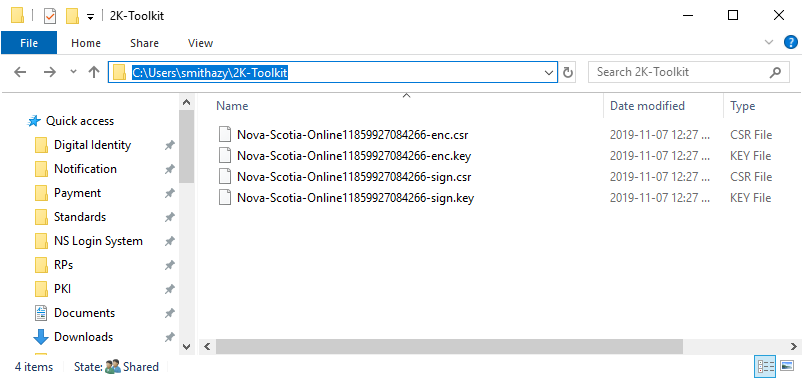 2K-Toolkit
File Home Share View
C:\Users\smithazy\2K-Toolkit Search 2K-Toolkit
Name Date modified Type
Quick access
Digital Identity
Notification
Payment
Standards
NS Login System
RPs
PKI
Documents
Downloads
Nova-Scotia-Online11859927084266-enc.csr 2019-11-07 12:27 ... CSR File
Nova-Scotia-Online11859927084266-enc.key 2019-11-07 12:27 ... KEY File
Nova-Scotia-Online11859927084266-sign.csr 2019-11-07 12:27 ... CSR File
Nova-Scotia-Online11859927084266-sign.key 2019-11-07 12:27 ... KEY File
4 items State: Shared